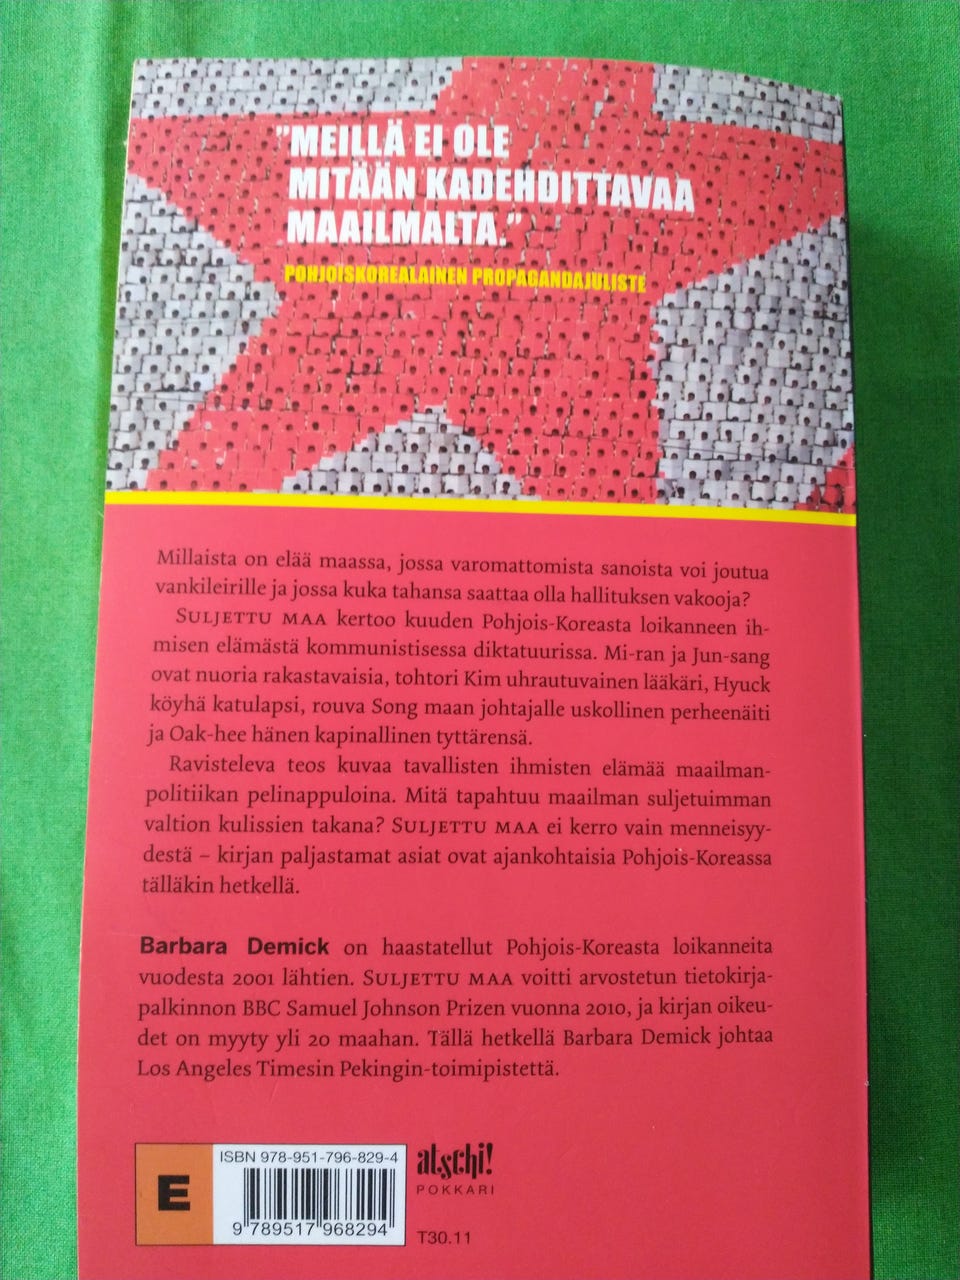 "MEILLÄ EI OLE
MITÄÄN KADEHDITTAVAA
MAAILMALTA."
POHJOISKOREALAINEN PROPAGANDAJULISTE
Millaista on elää maassa, jossa varomattomista sanoista voi joutua
vankileirille ja jossa kuka tahansa saattaa olla hallituksen vakooja?
SULJETTU MAA kertoo kuuden Pohjois-Koreasta loikanneen ih-
misen elämästä kommunistisessa diktatuurissa. Mi-ran ja Jun-sang
ovat nuoria rakastavaisia, tohtori Kim uhrautuvainen lääkäri, Hyuck
köyhä katulapsi, rouva Song maan johtajalle uskollinen perheenäiti
ja Oak-hee hänen kapinallinen tyttärensä.
Ravisteleva teos kuvaa tavallisten ihmisten elämää maailman-
politiikan pelinappuloina. Mitä tapahtuu maailman suljetuimman
valtion kulissien takana? SULJETTU MAA ei kerro vain menneisyy-
destä – kirjan paljastamat asiat ovat ajankohtaisia Pohjois-Koreassa
tälläkin hetkellä.
Barbara Demick on haastatellut Pohjois-Koreasta loikanneita
vuodesta 2001 lähtien. SULJETTU MAA voitti arvostetun tietokirja-
palkinnon BBC Samuel Johnson Prizen vuonna 2010, ja kirjan oikeu-
det on myyty yli 20 maahan. Tällä hetkellä Barbara Demick johtaa
Los Angeles Timesin Pekingin-toimipistettä.
E
ISBN 978-951-796-829-4
9 789517 968294
atschi!
POKKARI
T30.11